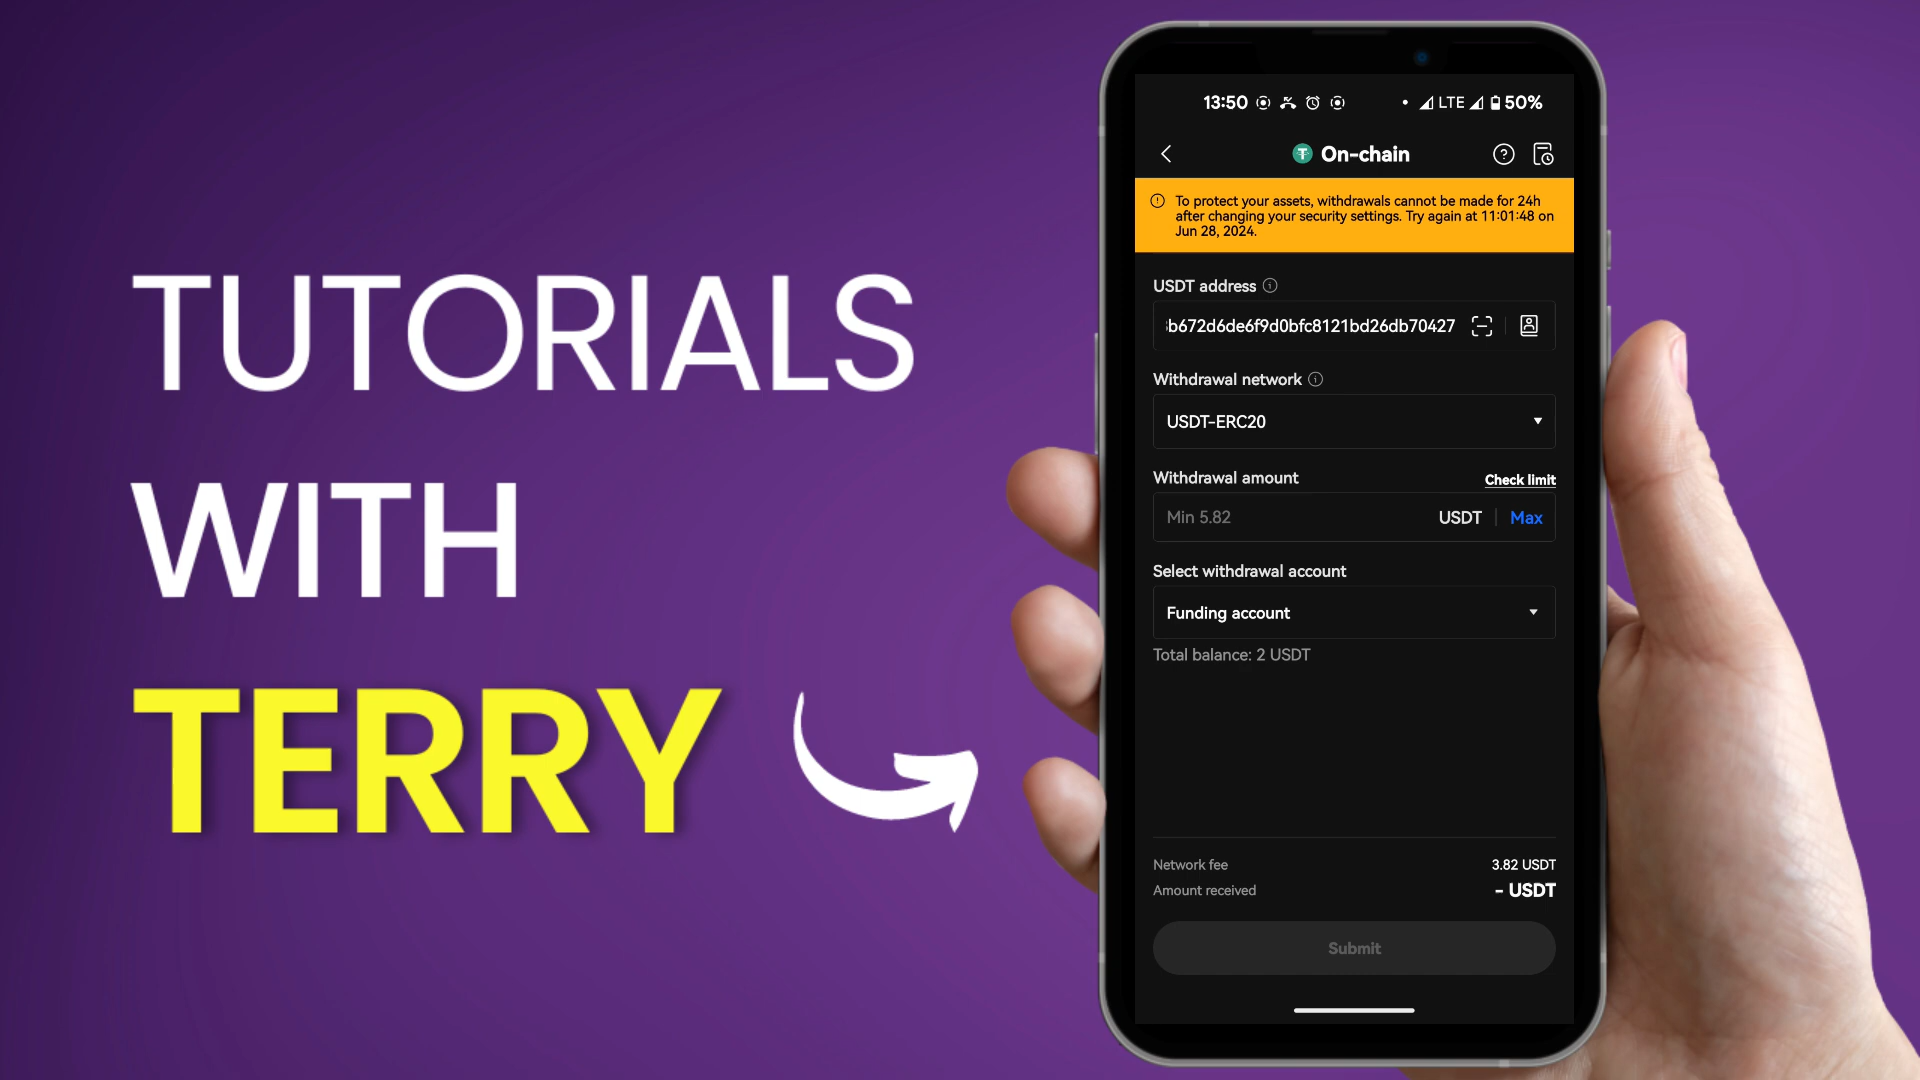 TUTORIALS
WITH
TERRY
13:50 LTE 50%
On-chain
To protect your assets, withdrawals cannot be made for 24h
after changing your security settings. Try again at 11:01:48 on
Jun 28, 2024.
USDT address
b672d6de6f9d0bfc8121bd26db70427
Withdrawal network
USDT-ERC20
Withdrawal amount Check limit
Min 5.82 USDT Max
Select withdrawal account
Funding account
Total balance: 2 USDT
Network fee 3.82 USDT
Amount received - USDT
Submit